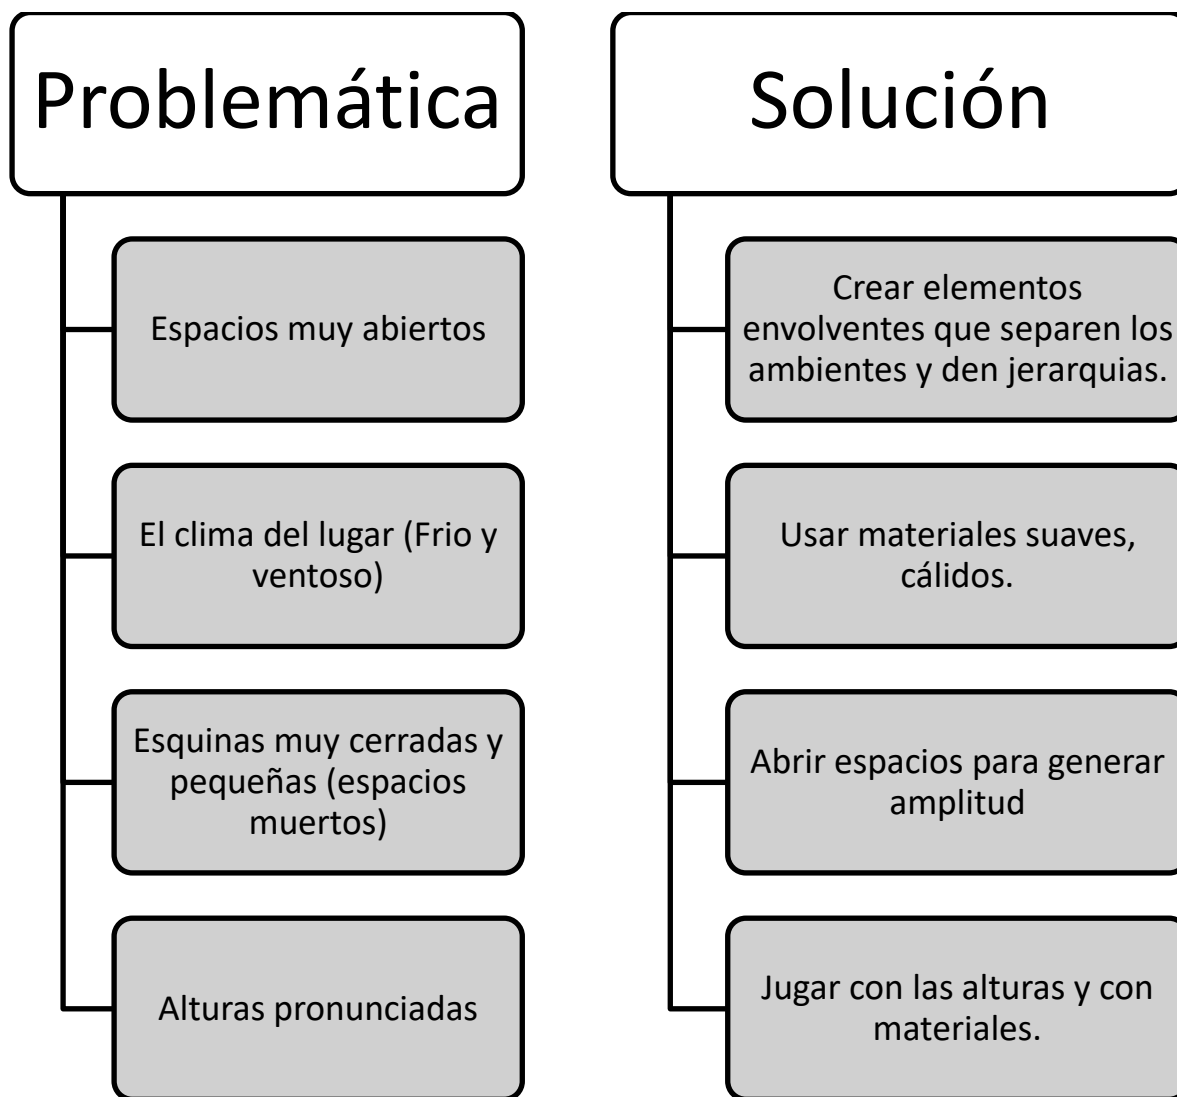 Problemática
Espacios muy abiertos
El clima del lugar (Frio y
ventoso)
Esquinas muy cerradas y
pequeñas (espacios
muertos)
Alturas pronunciadas
Solución
Crear elementos
envolventes que separen los
ambientes y den jerarquias.
Usar materiales suaves,
cálidos.
Abrir espacios para generar
amplitud
Jugar con las alturas y con
materiales.